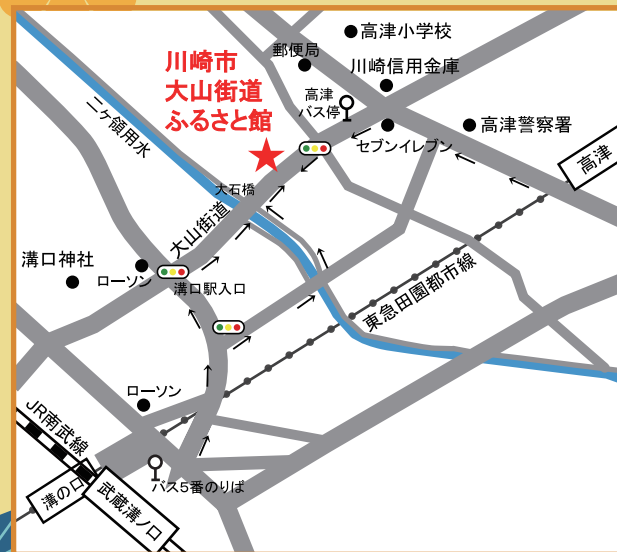 高津小学校
郵便局
川崎信用金庫
川崎市
大山街道
ふるさと館
高津
バス停
高津警察署
セブンイレブン
高津
二ヶ領用水
大石橋
大山街道
溝口神社
ローソン
溝口駅入口
東急田園都市線
ローソン
JR南武線
バス5番のりば
溝の口
武蔵溝ノ口